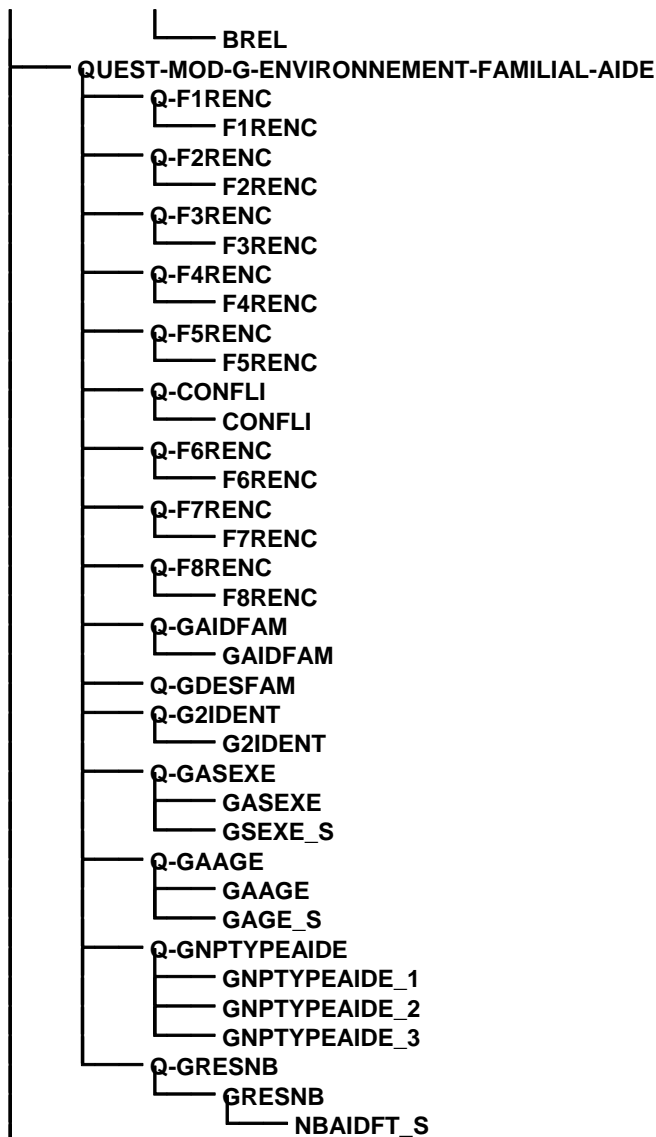 BREL
QUEST-MOD-G-ENVIRONNEMENT-FAMILIAL-AIDE
Q-F1RENC
F1RENC
Q-F2RENC
F2RENC
Q-F3RENC
F3RENC
Q-F4RENC
F4RENC
Q-F5RENC
F5RENC
Q-CONFLI
CONFLI
Q-F6RENC
F6RENC
Q-F7RENC
F7RENC
Q-F8RENC
F8RENC
Q-GAIDFAM
GAIDFAM
Q-GDESFAM
Q-G2IDENT
G2IDENT
Q-GASEXE
GASEXE
GSEXE_S
Q-GAAGE
GAAGE
GAGE_S
Q-GNPTYPEAIDE
GNPTYPEAIDE_1
GNPTYPEAIDE_2
GNPTYPEAIDE_3
Q-GRESNB
GRESNB
NBAIDFT_S